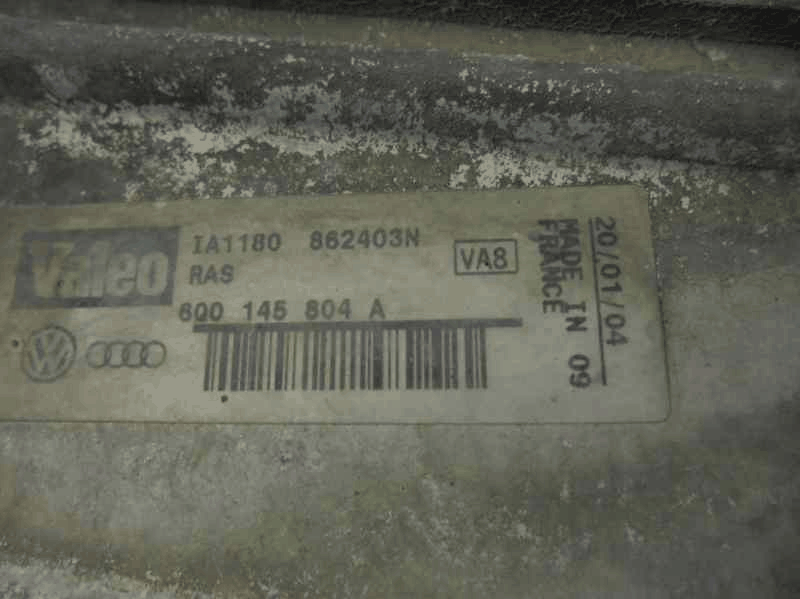 Valeo
IA1180 862403N
RAS
VA8
6Q0 145 804 A
20/01/04
MADE IN 09
FRANCE